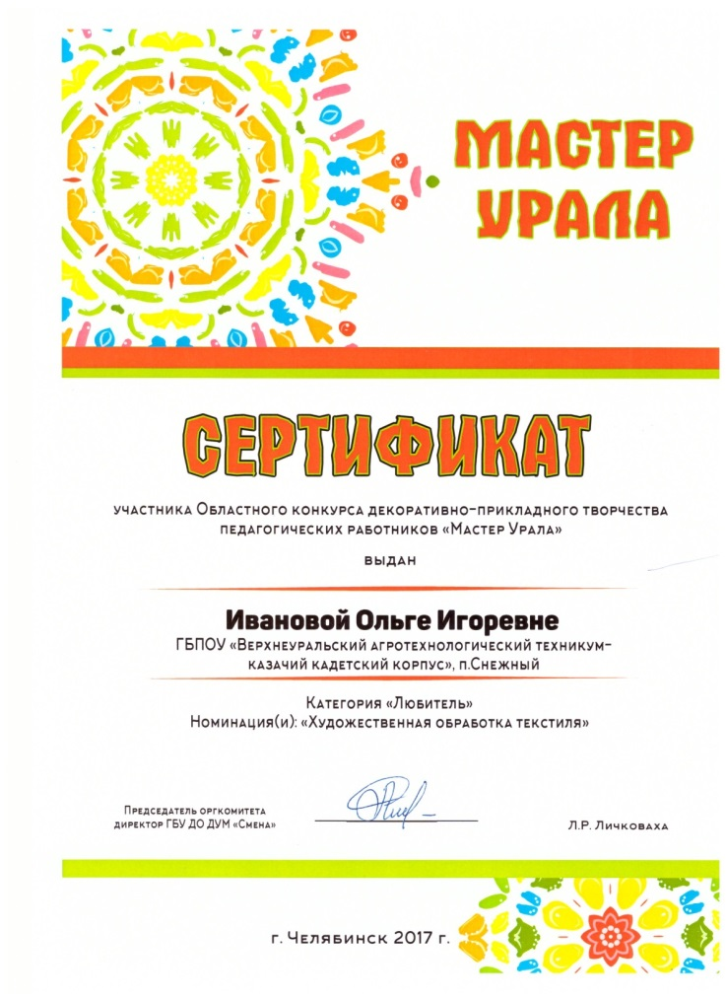 МАСТЕР
УРАЛА
СЕРТИФИКАТ
участника Областного конкурса декоративно-прикладного творчества
педагогических работников «Мастер Урала»
выдан
Ивановой Ольге Игоревне
ГБПОУ «Верхнеуральский агротехнологический техникум-
казачий кадетский корпус», п.Снежный
Категория «Любитель»
Номинация(и): «Художественная обработка текстиля»
Председатель оргкомитета
директор ГБУ ДО ДУМ «Смена»
Л.Р. Личковаха
г. Челябинск 2017 г.